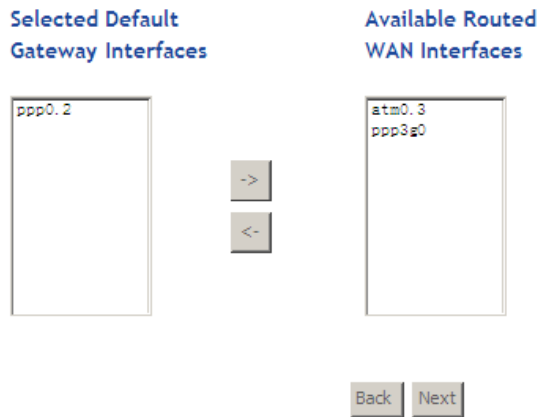 Selected Default
Gateway Interfaces
Available Routed
WAN Interfaces
ppp0.2
atm0.3
ppp3g0
->
<-
Back
Next